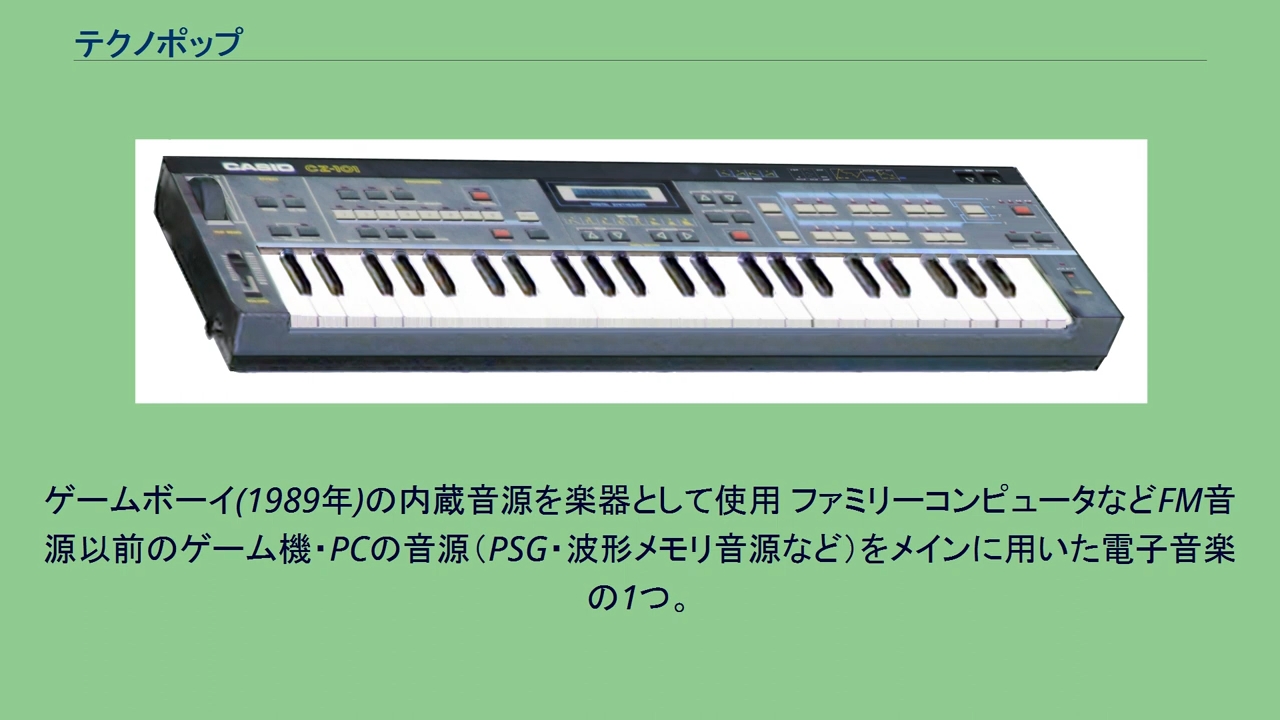 テクノポップ
CASIO CZ-101
ゲームボーイ(1989年)の内蔵音源を楽器として使用 ファミリーコンピュータなどFM音
源以前のゲーム機・PCの音源（PSG・波形メモリ音源など）をメインに用いた電子音楽
の1つ。